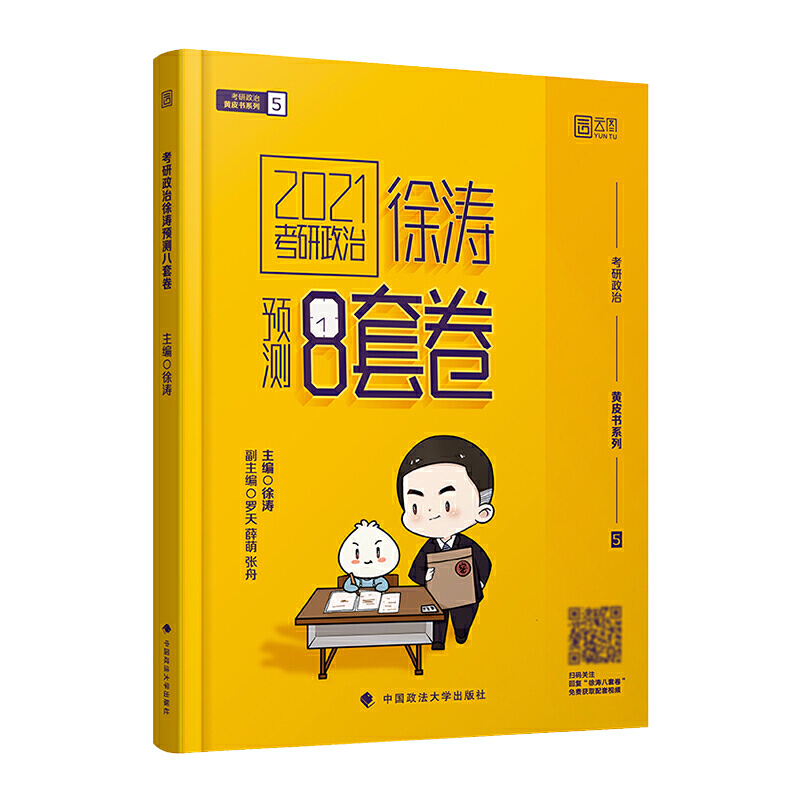 考研政治
黄皮书系列
5
云图
YUN TU
2021
考研政治
徐涛
预测
8套卷
1
主编 徐涛
副主编 罗天 薛萌 张舟
中国政法大学出版社
考研政治
黄皮书系列
5
扫码关注
回复“徐涛八套卷”
免费获取配套视频
考研政治徐涛预测八套卷
主编 徐涛
中国政法大学出版社